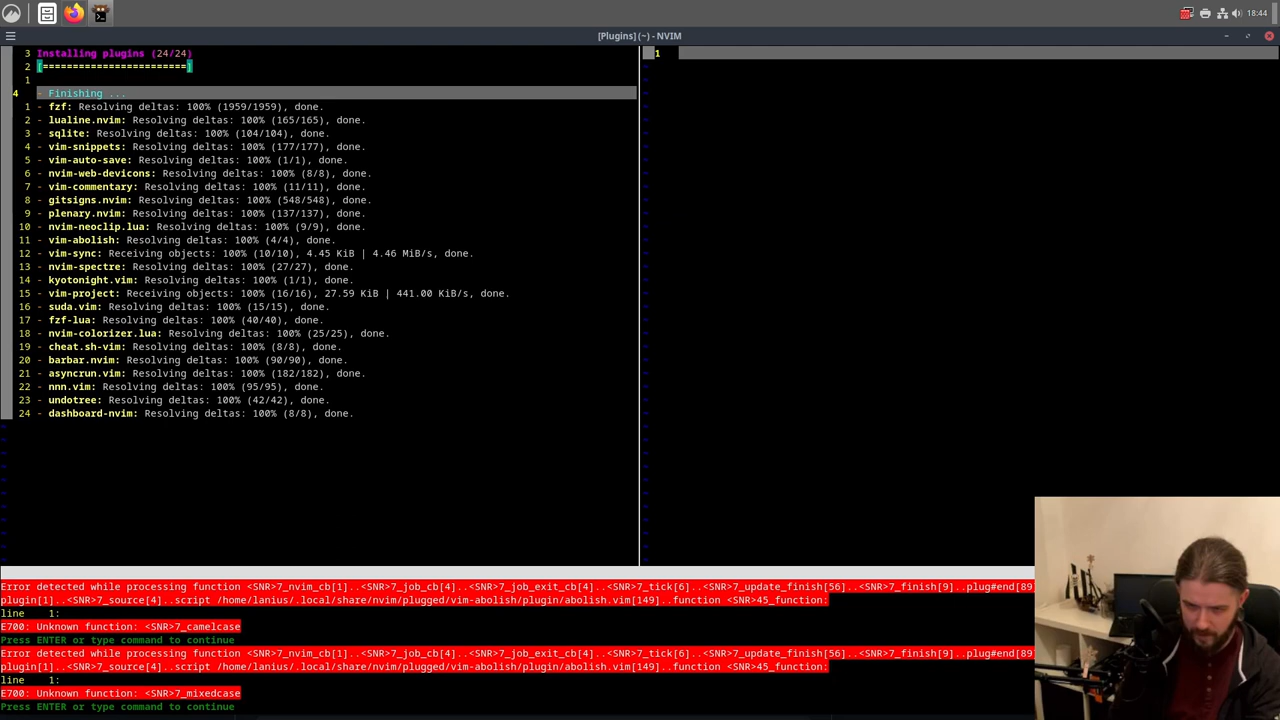 18:44
[Plugins] (~) - NVIM
3 Installing plugins (24/24)
2 [========================]
1
4 - Finishing ...
1 - fzf: Resolving deltas: 100% (1959/1959), done.
2 - lualine.nvim: Resolving deltas: 100% (165/165), done.
3 - sqlite: Resolving deltas: 100% (104/104), done.
4 - vim-snippets: Resolving deltas: 100% (177/177), done.
5 - vim-auto-save: Resolving deltas: 100% (1/1), done.
6 - nvim-web-devicons: Resolving deltas: 100% (8/8), done.
7 - vim-commentary: Resolving deltas: 100% (11/11), done.
8 - gitsigns.nvim: Resolving deltas: 100% (548/548), done.
9 - plenary.nvim: Resolving deltas: 100% (137/137), done.
10 - nvim-neoclip.lua: Resolving deltas: 100% (9/9), done.
11 - vim-abolish: Resolving deltas: 100% (4/4), done.
12 - vim-sync: Receiving objects: 100% (10/10), 4.45 KiB | 4.46 MiB/s, done.
13 - nvim-spectre: Resolving deltas: 100% (27/27), done.
14 - kyotonight.vim: Resolving deltas: 100% (1/1), done.
15 - vim-project: Receiving objects: 100% (16/16), 27.59 KiB | 441.00 KiB/s, done.
16 - suda.vim: Resolving deltas: 100% (15/15), done.
17 - fzf-lua: Resolving deltas: 100% (40/40), done.
18 - nvim-colorizer.lua: Resolving deltas: 100% (25/25), done.
19 - cheat.sh-vim: Resolving deltas: 100% (8/8), done.
20 - barbar.nvim: Resolving deltas: 100% (90/90), done.
21 - asyncrun.vim: Resolving deltas: 100% (182/182), done.
22 - nnn.vim: Resolving deltas: 100% (95/95), done.
23 - undotree: Resolving deltas: 100% (42/42), done.
24 - dashboard-nvim: Resolving deltas: 100% (8/8), done.
1
Error detected while processing function <SNR>7_nvim_cb[1]..<SNR>7_job_cb[4]..<SNR>7_job_exit_cb[4]..<SNR>7_tick[6]..<SNR>7_update_finish[56]..<SNR>7_finish[9]..plug#end[89]
plugin[1]..<SNR>7_source[4]..script /home/lanius/.local/share/nvim/plugged/vim-abolish/plugin/abolish.vim[149]..function <SNR>45_function:
line    1:
E700: Unknown function: <SNR>7_camelcase
Press ENTER or type command to continue
Error detected while processing function <SNR>7_nvim_cb[1]..<SNR>7_job_cb[4]..<SNR>7_job_exit_cb[4]..<SNR>7_tick[6]..<SNR>7_update_finish[56]..<SNR>7_finish[9]..plug#end[89]
plugin[1]..<SNR>7_source[4]..script /home/lanius/.local/share/nvim/plugged/vim-abolish/plugin/abolish.vim[149]..function <SNR>45_function:
line    1:
E700: Unknown function: <SNR>7_mixedcase
Press ENTER or type command to continue